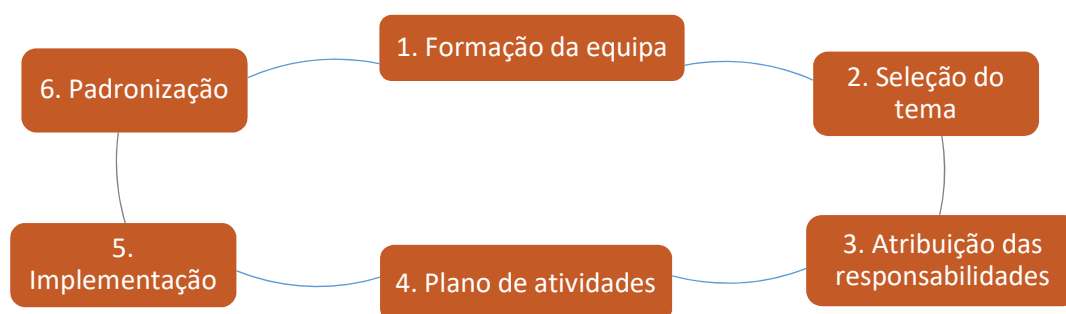 1. Formação da equipa
2. Seleção do
tema
3. Atribuição das
responsabilidades
4. Plano de atividades
5.
Implementação
6. Padronização